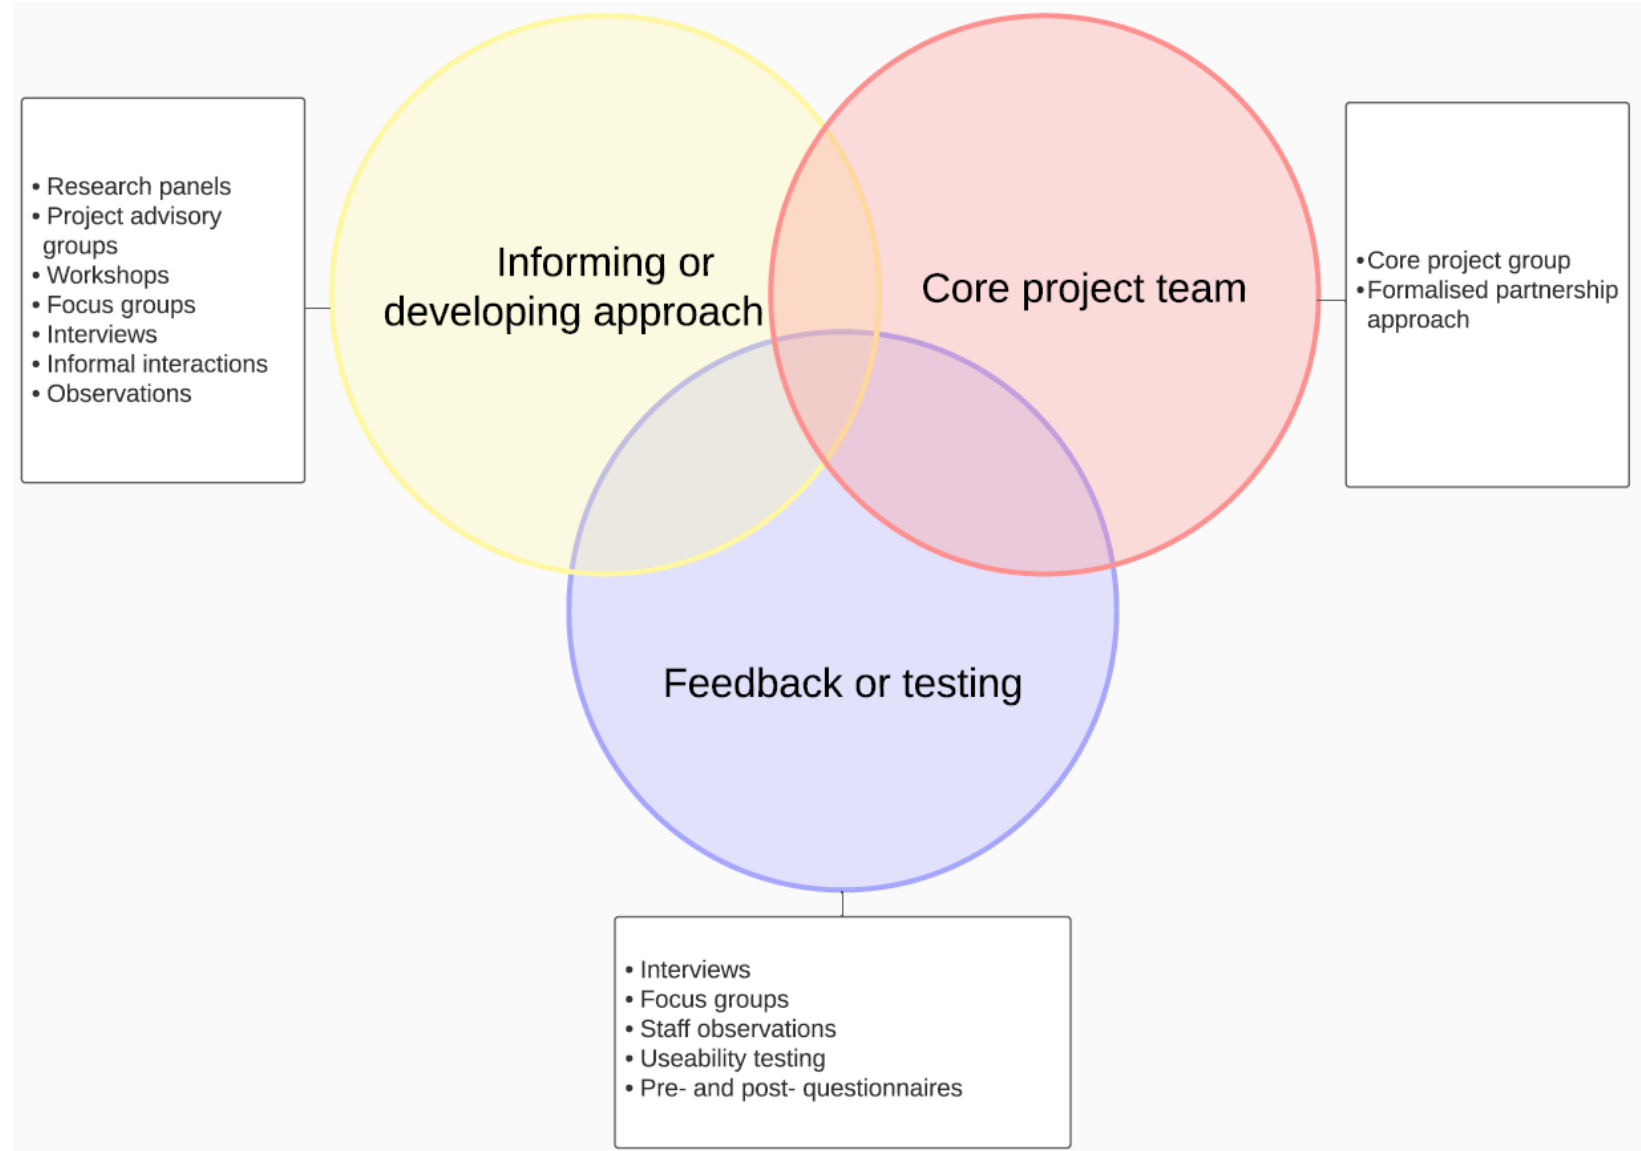 • Research panels
• Project advisory
groups
• Workshops
• Focus groups
• Interviews
• Informal interactions
• Observations
Informing or
developing approach
Core project team
•Core project group
•Formalised partnership
approach
Feedback or testing
• Interviews
• Focus groups
• Staff observations
• Useability testing
• Pre- and post- questionnaires